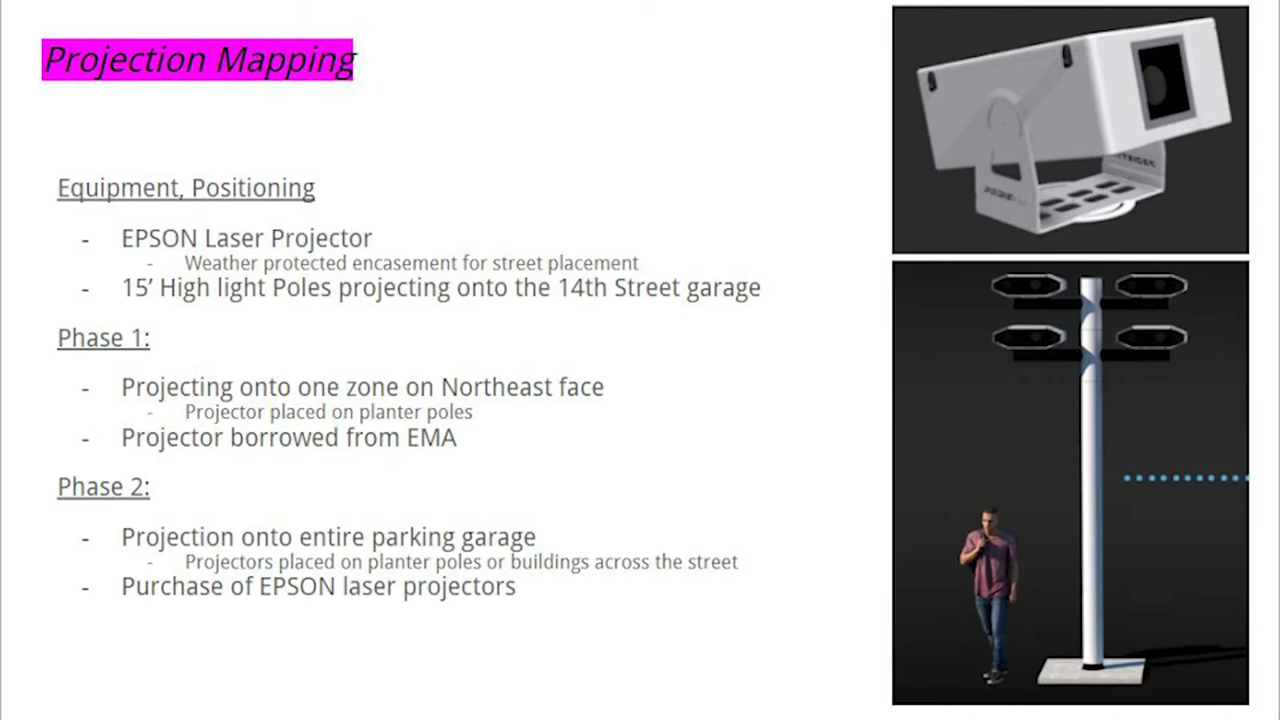 Projection Mapping
Equipment, Positioning
- EPSON Laser Projector
- Weather protected encasement for street placement
- 15’ High light Poles projecting onto the 14th Street garage
Phase 1:
- Projecting onto one zone on Northeast face
- Projector placed on planter poles
- Projector borrowed from EMA
Phase 2:
- Projection onto entire parking garage
- Projectors placed on planter poles or buildings across the street
- Purchase of EPSON laser projectors